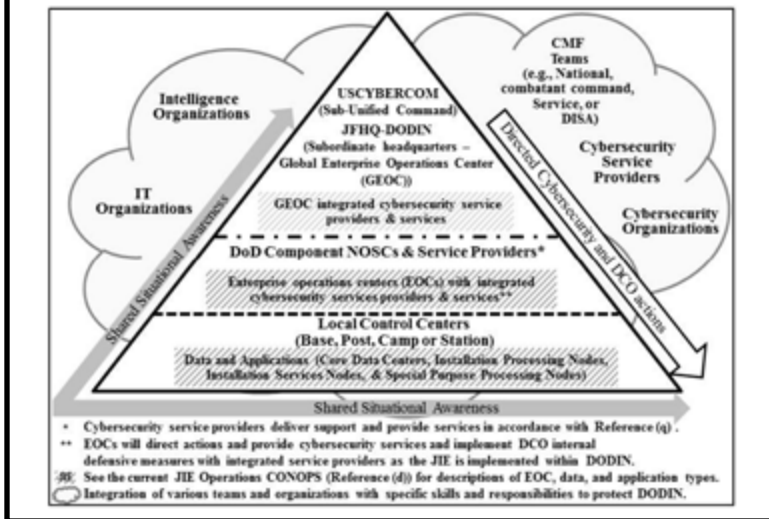 CMF
Teams
(e.g., National,
combatant command,
Service, or
DISA)
Intelligence
Organizations
USCYBERCOM
(Sub-Unified Command)
JFHQ-DODIN
(Subordinate headquarters –
Global Enterprise Operations Center
(GEOC))
Cybersecurity
Service
Providers
IT
Organizations
Cybersecurity
Organizations
GEOC integrated cybersecurity service
providers & services
Shared Situational Awareness
Directed Cybersecurity and DCO actions
DoD Component NOSCs & Service Providers*
Enterprise operations centers (EOCs) with integrated
cybersecurity services providers & services**
Local Control Centers
(Base, Post, Camp or Station)
Data and Applications (Core Data Centers, Installation Processing Nodes,
Installation Services Nodes, & Special Purpose Processing Nodes)
Shared Situational Awareness
* Cybersecurity service providers deliver support and provide services in accordance with Reference (q) .
** EOCs will direct actions and provide cybersecurity services and implement DCO internal
defensive measures with integrated service providers as the JIE is implemented within DODIN.
See the current JIE Operations CONOPS (Reference (d)) for descriptions of EOC, data, and application types.
Integration of various teams and organizations with specific skills and responsibilities to protect DODIN.